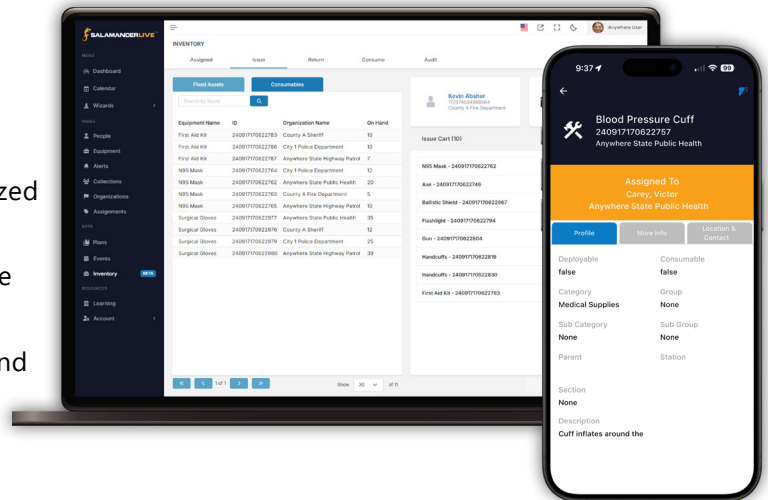 zed
e
nd
SALAMANDERLIVE
MENU
Dashboard
Calendar
Wizards
PAGES
People
Equipment
Alerts
Collections
Organizations
Assignments
APPS
Plans
Events
Inventory BETA
RESOURCES
Learning
Account
Anywhere User
INVENTORY
Assigned Issue Return Consume Audit
Fixed Assets Consumables
Search by Name
Equipment Name ID Organization Name On Hand
First Aid Kit 240917170622783 County A Sheriff 10
First Aid Kit 240917170622786 City 1 Police Department 10
First Aid Kit 240917170622787 Anywhere State Highway Patrol 7
N95 Mask 240917170622764 City 1 Police Department 12
N95 Mask 240917170622762 Anywhere State Public Health 20
N95 Mask 240917170622763 County A Fire Department 5
N95 Mask 240917170622765 Anywhere State Highway Patrol 10
Surgical Gloves 240917170622977 Anywhere State Public Health 35
Surgical Gloves 240917170622978 County A Sheriff 12
Surgical Gloves 240917170622979 City 1 Police Department 25
Surgical Gloves 240917170622980 Anywhere State Highway Patrol 39
1 of 1
Show 30 of 11
Kevin Absher
County A Fire Department
Issue Cart (10)
N95 Mask - 240917170622762
Axe - 240917170622746
Ballistic Shield - 240917170622967
Flashlight - 240917170622794
Gun - 240917170622804
Handcuffs - 240917170622819
Handcuffs - 240917170622830
First Aid Kit - 240917170622783
9:37
99
Blood Pressure Cuff
240917170622757
Anywhere State Public Health
Assigned To
Carey, Victor
Anywhere State Public Health
Profile More Info Location & Contact
Deployable Consumable
false false
Category Group
Medical Supplies None
Sub Category Sub Group
None None
Parent Station
Section
None
Description
Cuff inflates around the